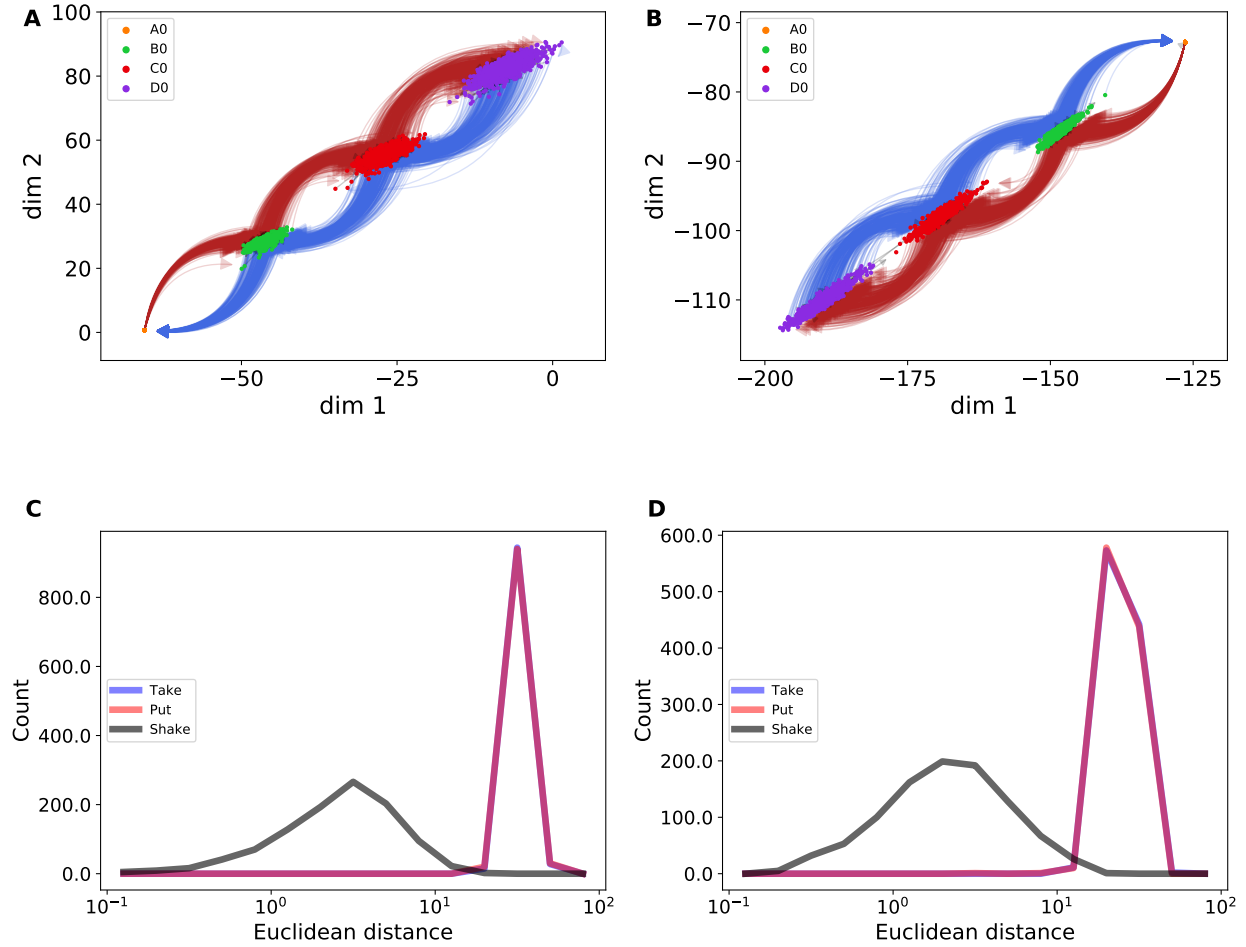 A
A0
B0
C0
D0
100
80
60
40
20
0
dim 2
−50
−25
0
dim 1
B
A0
B0
C0
D0
−70
−80
−90
−100
−110
dim 2
−200
−175
−150
−125
dim 1
C
Take
Put
Shake
800.0
600.0
400.0
200.0
0.0
Count
10⁻¹
10⁰
10¹
10²
Euclidean distance
D
Take
Put
Shake
600.0
500.0
400.0
300.0
200.0
100.0
0.0
Count
10⁻¹
10⁰
10¹
10²
Euclidean distance